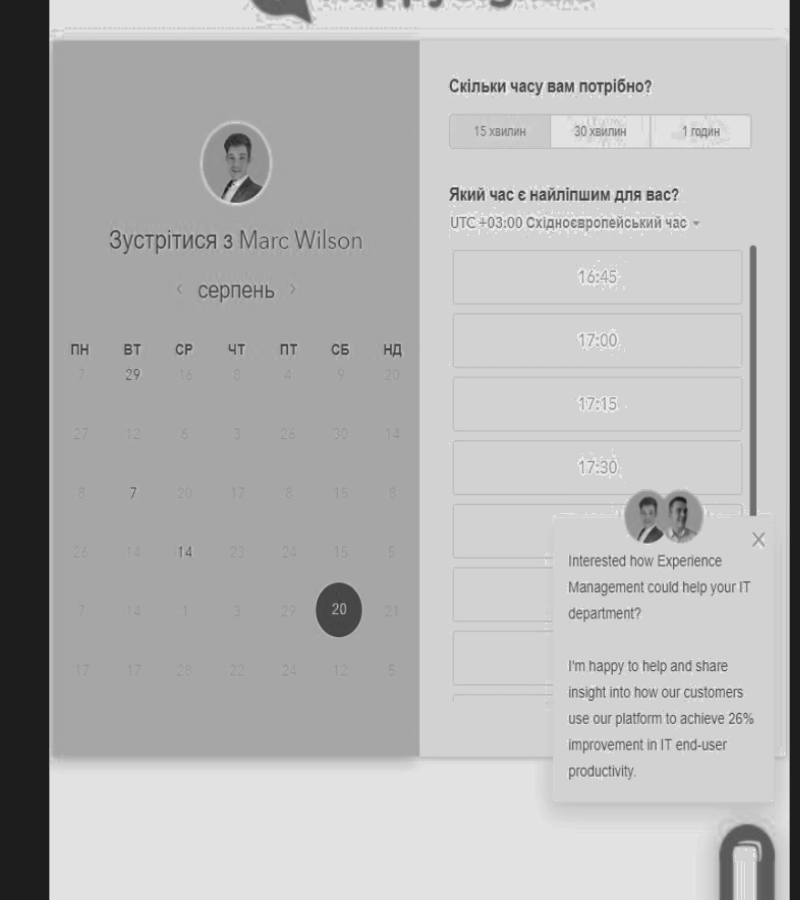 Зустрітися з Marc Wilson
‹ серпень ›
ПН ВТ СР ЧТ ПТ СБ НД
7 29 16 8 4 9 20
27 12 6 3 26 30 14
8 7 20 17 8 15 8
26 14 14 23 24 15 5
7 14 1 3 29 20 21
17 17 28 22 24 12 5
Скільки часу вам потрібно?
15 хвилин 30 хвилин 1 годин
Який час є найліпшим для вас?
UTC +03:00 Східноєвропейський час
16:45
17:00
17:15
17:30
Interested how Experience
Management could help your IT
department?
I'm happy to help and share
insight into how our customers
use our platform to achieve 26%
improvement in IT end-user
productivity.